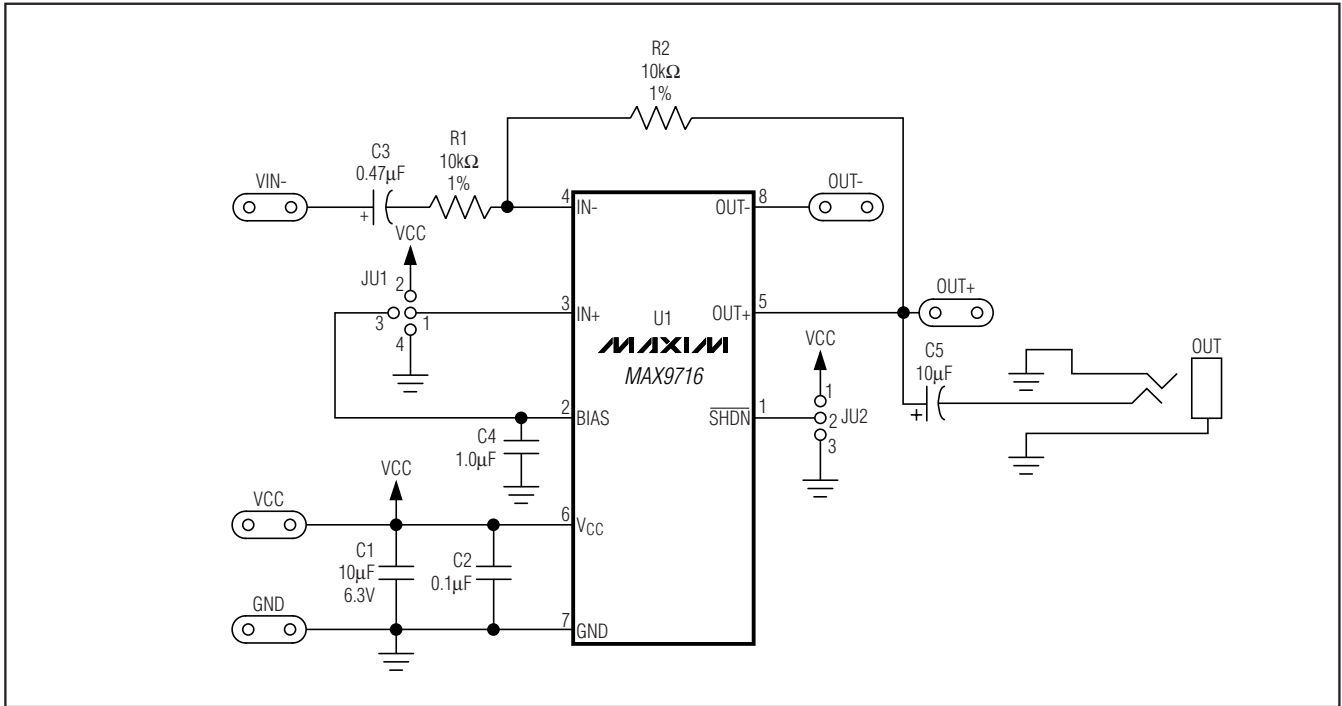 R2
10kΩ
1%
R1
10kΩ
1%
C3
0.47µF
+
VIN-
4
IN-
OUT-
8
OUT-
VCC
JU1
2
3
1
4
3
IN+
U1
MAXIM
MAX9716
OUT+
5
OUT+
VCC
1
2
3
JU2
SHDN
1
C5
10µF
+
OUT
2
BIAS
C4
1.0µF
VCC
VCC
6
VCC
C1
10µF
6.3V
C2
0.1µF
GND
7
GND